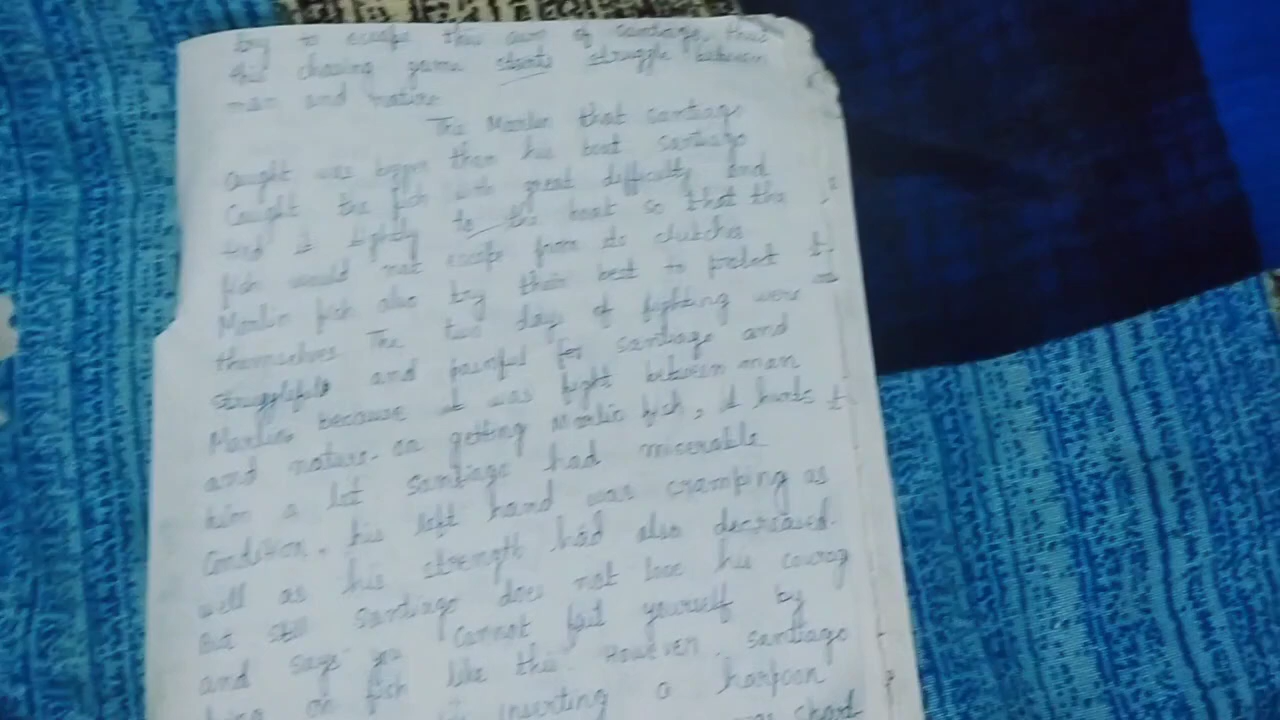 try to escape this of santiago, thus
this chasing game starts struggle between
man and nature
The Marlin that santiago
caught was bigger then his boat santiago
caught the fish with great difficulty and
tied it tightly to the boat so that the
fish would not escape from its clutches
Marlin fish also try their best to protect
themselves The two days of fighting were
strugglefull and painful for santiago and
Marlin because it was fight between man
and nature. on getting Marlin fish, it hurts
him a lot santiago had miserable
Condition. his left hand was cramping as
well as his strength had also decreased.
But still santiago does not lose his courag
and says you cannot fail yourself by
on fish like this. However, santiago
inserting a harpoon